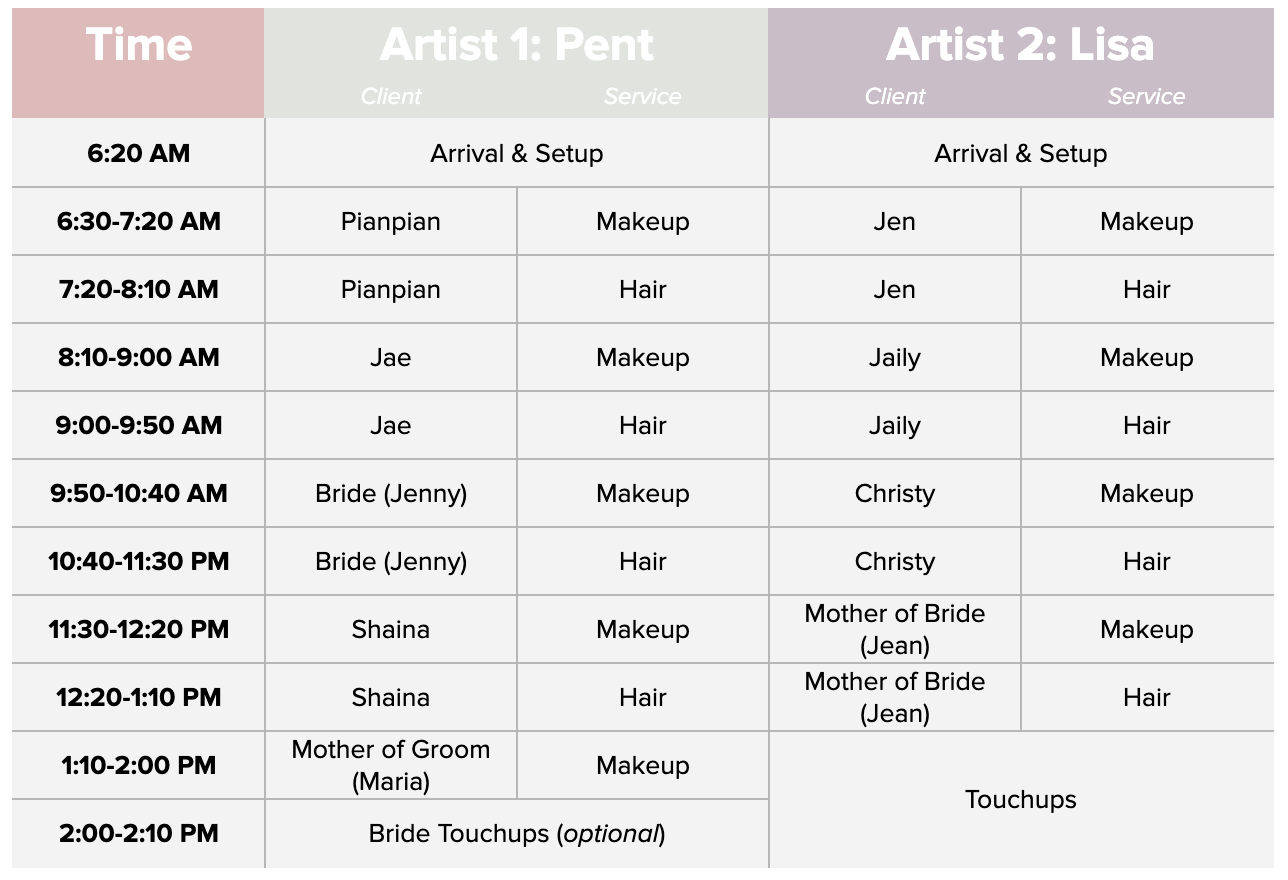 Time Artist 1: Pent Artist 2: Lisa
Client Service Client Service
6:20 AM Arrival & Setup Arrival & Setup
6:30-7:20 AM Pianpian Makeup Jen Makeup
7:20-8:10 AM Pianpian Hair Jen Hair
8:10-9:00 AM Jae Makeup Jaily Makeup
9:00-9:50 AM Jae Hair Jaily Hair
9:50-10:40 AM Bride (Jenny) Makeup Christy Makeup
10:40-11:30 PM Bride (Jenny) Hair Christy Hair
11:30-12:20 PM Shaina Makeup Mother of Bride (Jean) Makeup
12:20-1:10 PM Shaina Hair Mother of Bride (Jean) Hair
1:10-2:00 PM Mother of Groom (Maria) Makeup Touchups
2:00-2:10 PM Bride Touchups (optional)